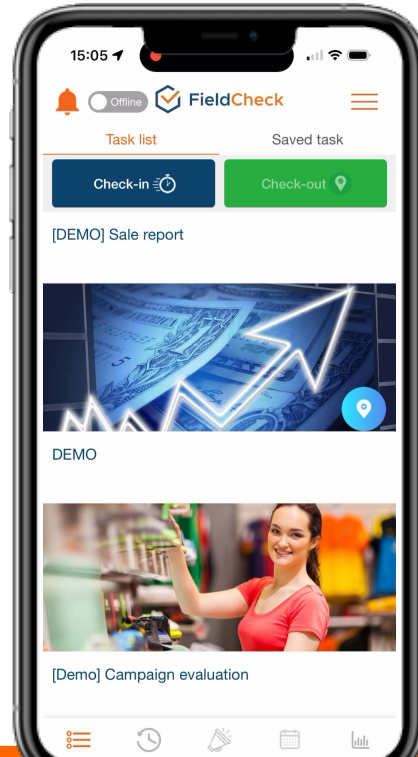 15:05
Offline
FieldCheck
Task list
Saved task
Check-in
Check-out
[DEMO] Sale report
DEMO
[Demo] Campaign evaluation